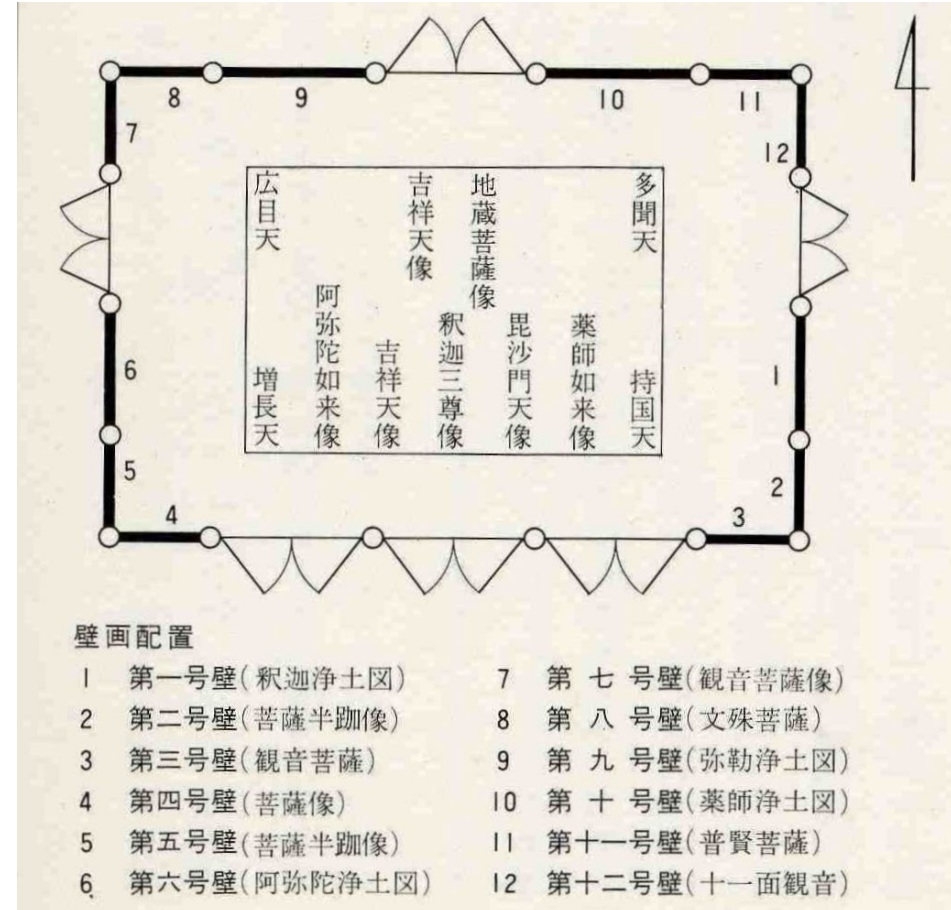 8
9
10
11
7
12
広目天
吉祥天像
地蔵菩薩像
多聞天
阿弥陀如来像
釈迦三尊像
毘沙門天像
薬師如来像
吉祥天像
増長天
持国天
6
1
5
2
4
3
壁画配置
1 第一号壁(釈迦浄土図)
2 第二号壁(菩薩半跏像)
3 第三号壁(観音菩薩)
4 第四号壁(菩薩像)
5 第五号壁(菩薩半跏像)
6 第六号壁(阿弥陀浄土図)
7 第七号壁(観音菩薩像)
8 第八号壁(文殊菩薩)
9 第九号壁(弥勒浄土図)
10 第十号壁(薬師浄土図)
11 第十一号壁(普賢菩薩)
12 第十二号壁(十一面観音)